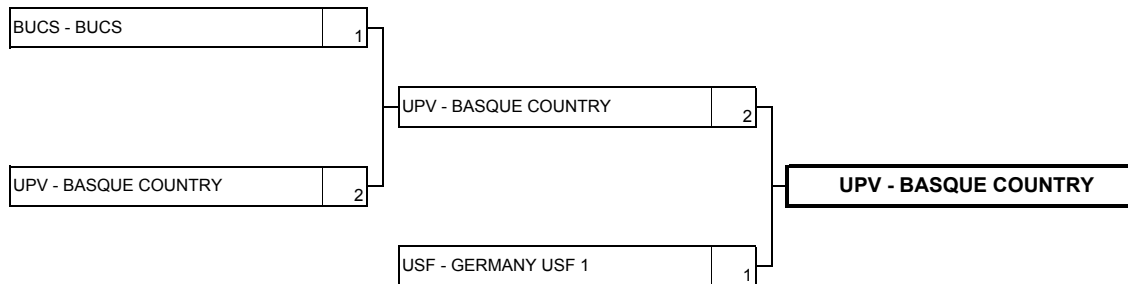 BUCS - BUCS 1
UPV - BASQUE COUNTRY 2
UPV - BASQUE COUNTRY 2
UPV - BASQUE COUNTRY
USF - GERMANY USF 1 1